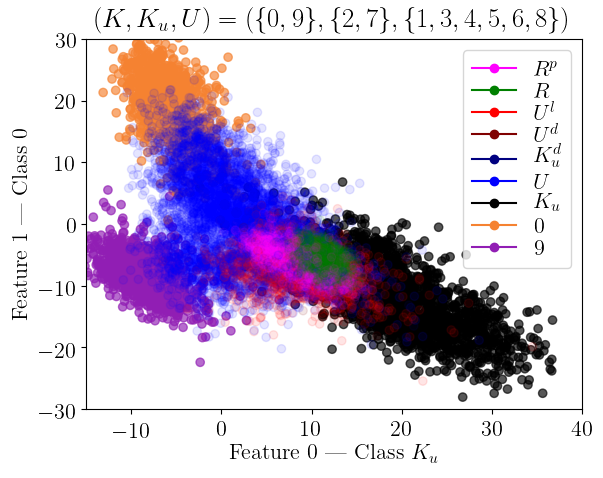 (K, K_u, U) = ({0, 9}, {2, 7}, {1, 3, 4, 5, 6, 8})
30
20
10
0
−10
−20
−30
Feature 1 — Class 0
R^p
R
U^l
U^d
K_u^d
U
K_u
0
9
−10
0
10
20
30
40
Feature 0 — Class K_u